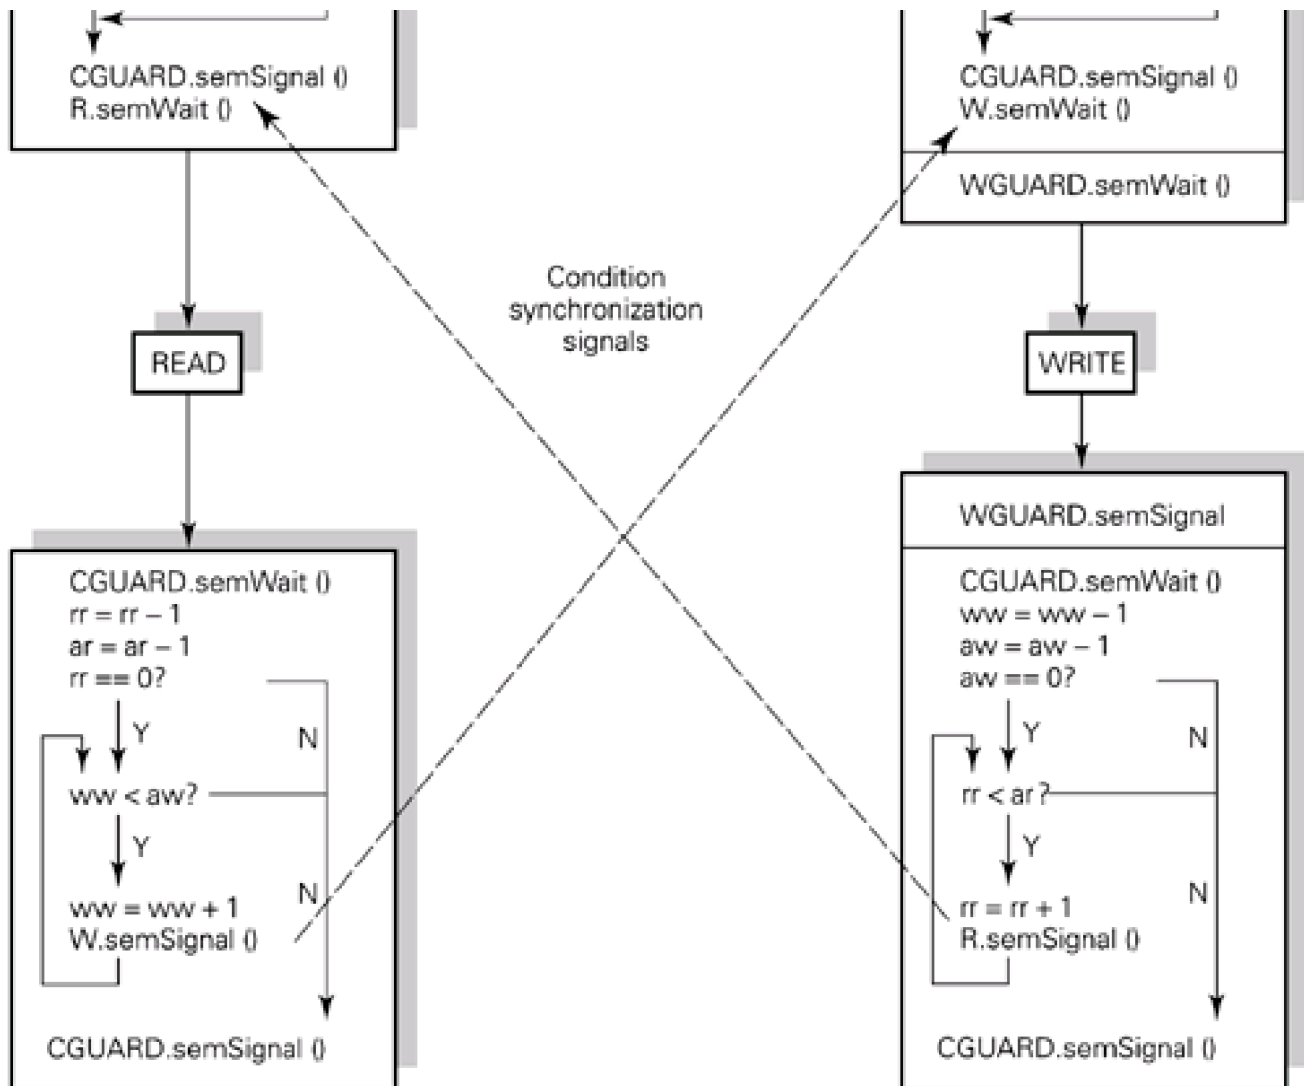 CGUARD.semSignal ()
R.semWait ()
READ
CGUARD.semWait ()
rr = rr – 1
ar = ar – 1
rr == 0?
Y
N
ww < aw?
Y
N
ww = ww + 1
W.semSignal ()
CGUARD.semSignal ()
Condition
synchronization
signals
CGUARD.semSignal ()
W.semWait ()
WGUARD.semWait ()
WRITE
WGUARD.semSignal
CGUARD.semWait ()
ww = ww – 1
aw = aw – 1
aw == 0?
Y
N
rr < ar?
Y
N
rr = rr + 1
R.semSignal ()
CGUARD.semSignal ()